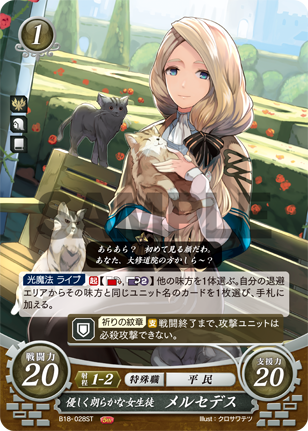 1
SAMPLE
あらあら？ 初めて見る顔だわ。
あなた、大修道院の方かしら～？
光魔法 ライブ 起 他の味方を1体選ぶ。自分の退避
エリアからその味方と同じユニット名のカードを1枚選び、手札に
加える。
祈りの紋章 支 戦闘終了まで、攻撃ユニットは
必殺攻撃できない。
戦闘力
20
射程 1-2
特殊職
平民
支援力
20
優しく朗らかな女生徒 メルセデス
B18-028ST
Illust：クロサワテツ